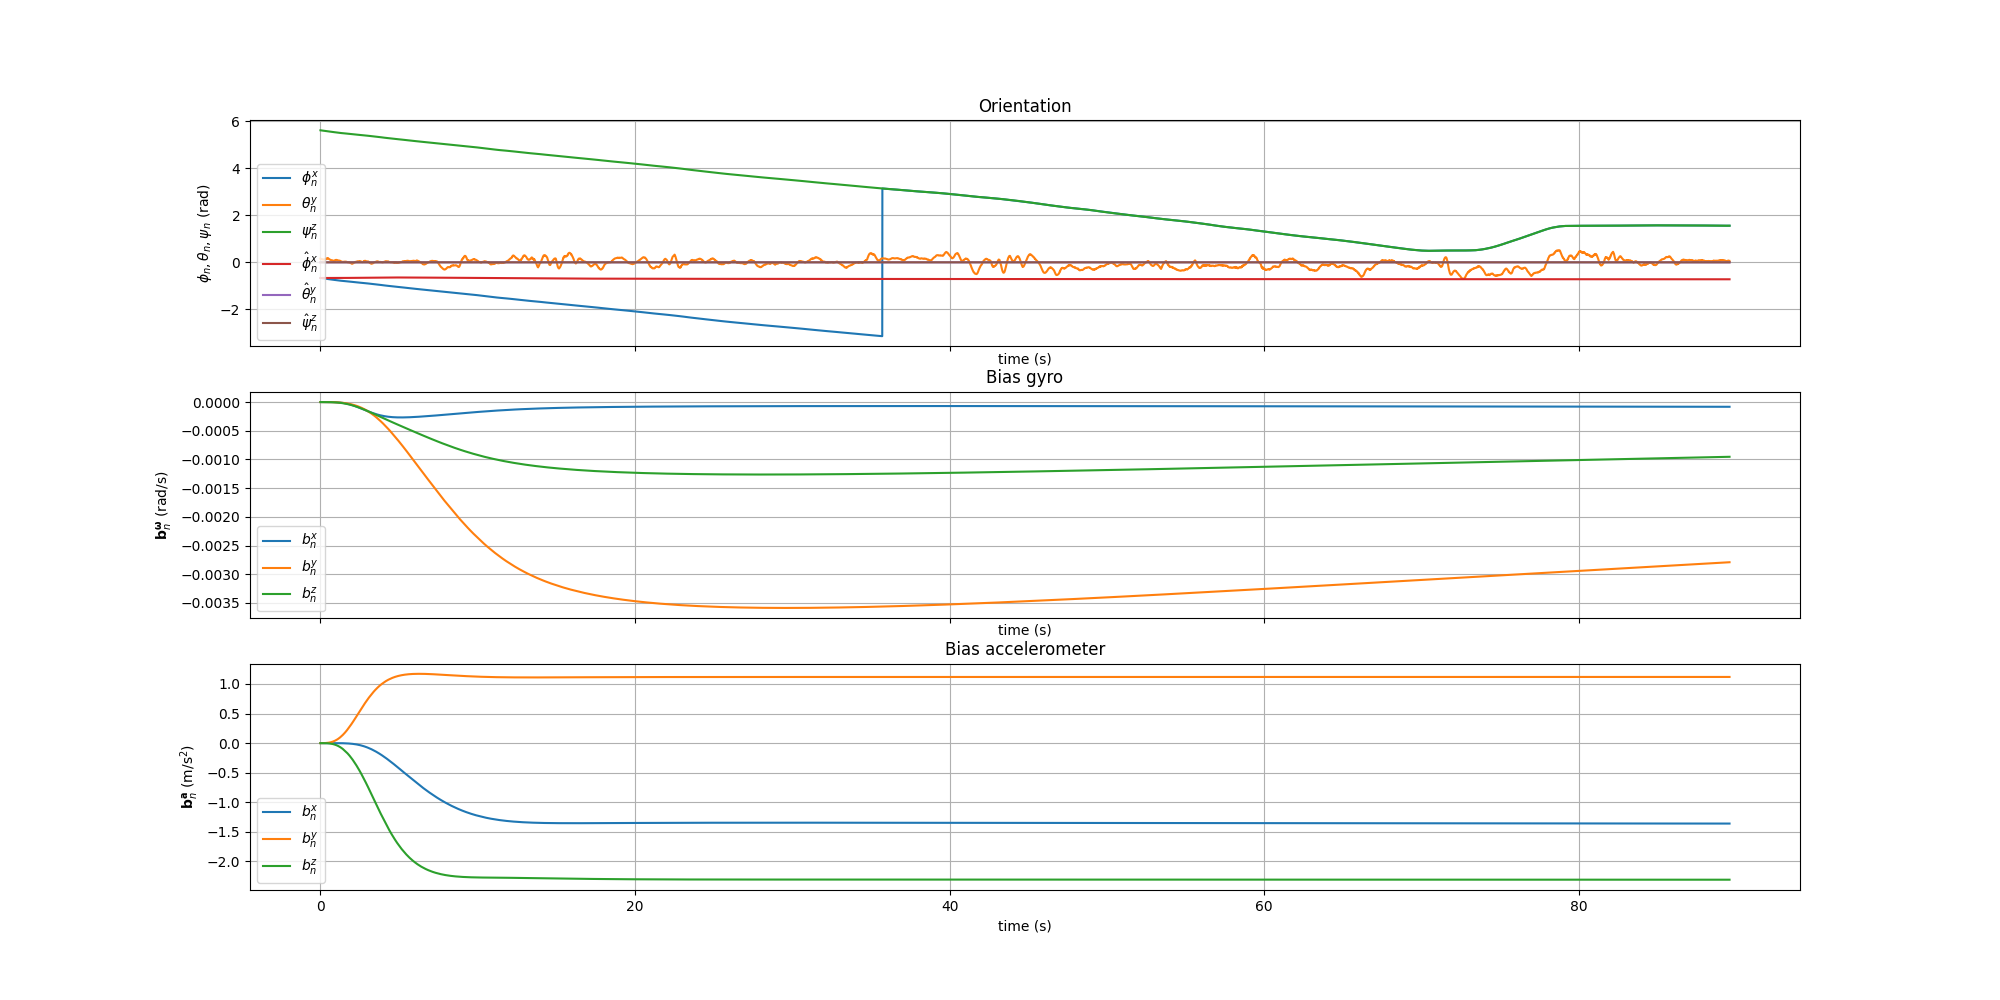 Orientation
6
4
2
0
−2
ϕₙ, θₙ, ψₙ (rad)
ϕₙˣ
θₙʸ
ψₙᶻ
ϕ̂ₙˣ
θ̂ₙʸ
ψ̂ₙᶻ
time (s)
Bias gyro
0.0000
−0.0005
−0.0010
−0.0015
−0.0020
−0.0025
−0.0030
−0.0035
𝐛ₙ^𝛚 (rad/s)
bₙˣ
bₙʸ
bₙᶻ
time (s)
Bias accelerometer
1.0
0.5
0.0
−0.5
−1.0
−1.5
−2.0
𝐛ₙ^𝐚 (m/s²)
bₙˣ
bₙʸ
bₙᶻ
0 20 40 60 80
time (s)